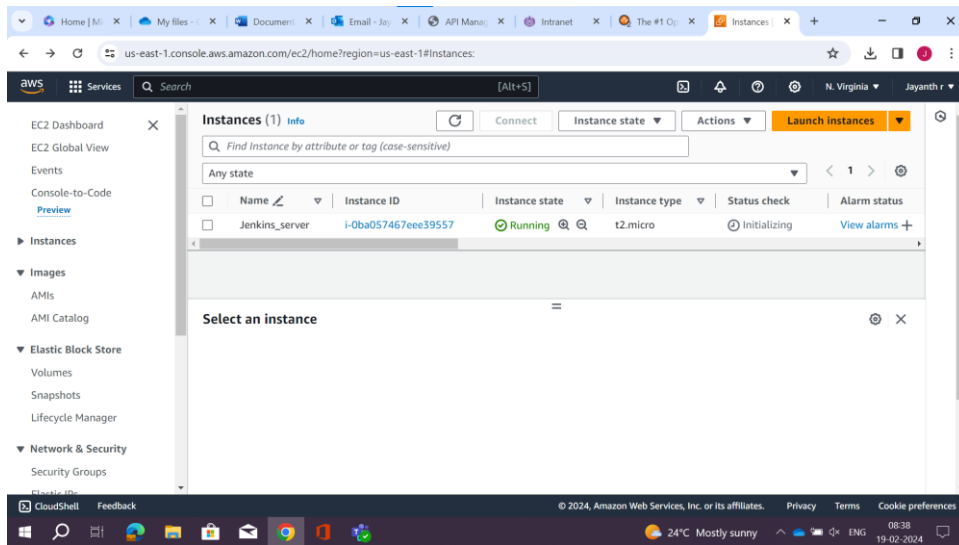 Home | Mi
My files - (
Document
Email - Jay
API Manag
Intranet
The #1 Op
Instances |
us-east-1.console.aws.amazon.com/ec2/home?region=us-east-1#Instances:
J
aws Services Search [Alt+S] N. Virginia Jayanth r
EC2 Dashboard
EC2 Global View
Events
Console-to-Code
Preview
Instances
Images
AMIs
AMI Catalog
Elastic Block Store
Volumes
Snapshots
Lifecycle Manager
Network & Security
Security Groups
Elastic IPs
Instances (1) Info Connect Instance state Actions Launch instances
Find Instance by attribute or tag (case-sensitive)
Any state 1
Name Instance ID Instance state Instance type Status check Alarm status
Jenkins_server i-0ba057467eee39557 Running t2.micro Initializing View alarms +
Select an instance
CloudShell Feedback © 2024, Amazon Web Services, Inc. or its affiliates. Privacy Terms Cookie preferences
24°C Mostly sunny ENG 08:38
19-02-2024